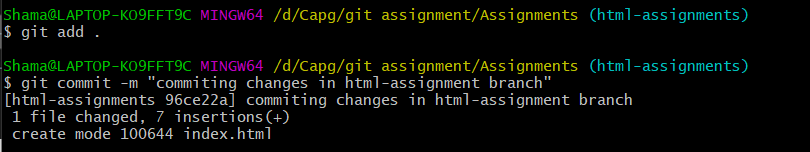 Shama@LAPTOP-KO9FFT9C MINGW64 /d/Capg/git assignment/Assignments (html-assignments)
$ git add .
Shama@LAPTOP-KO9FFT9C MINGW64 /d/Capg/git assignment/Assignments (html-assignments)
$ git commit -m "commiting changes in html-assignment branch"
[html-assignments 96ce22a] commiting changes in html-assignment branch
1 file changed, 7 insertions(+)
create mode 100644 index.html